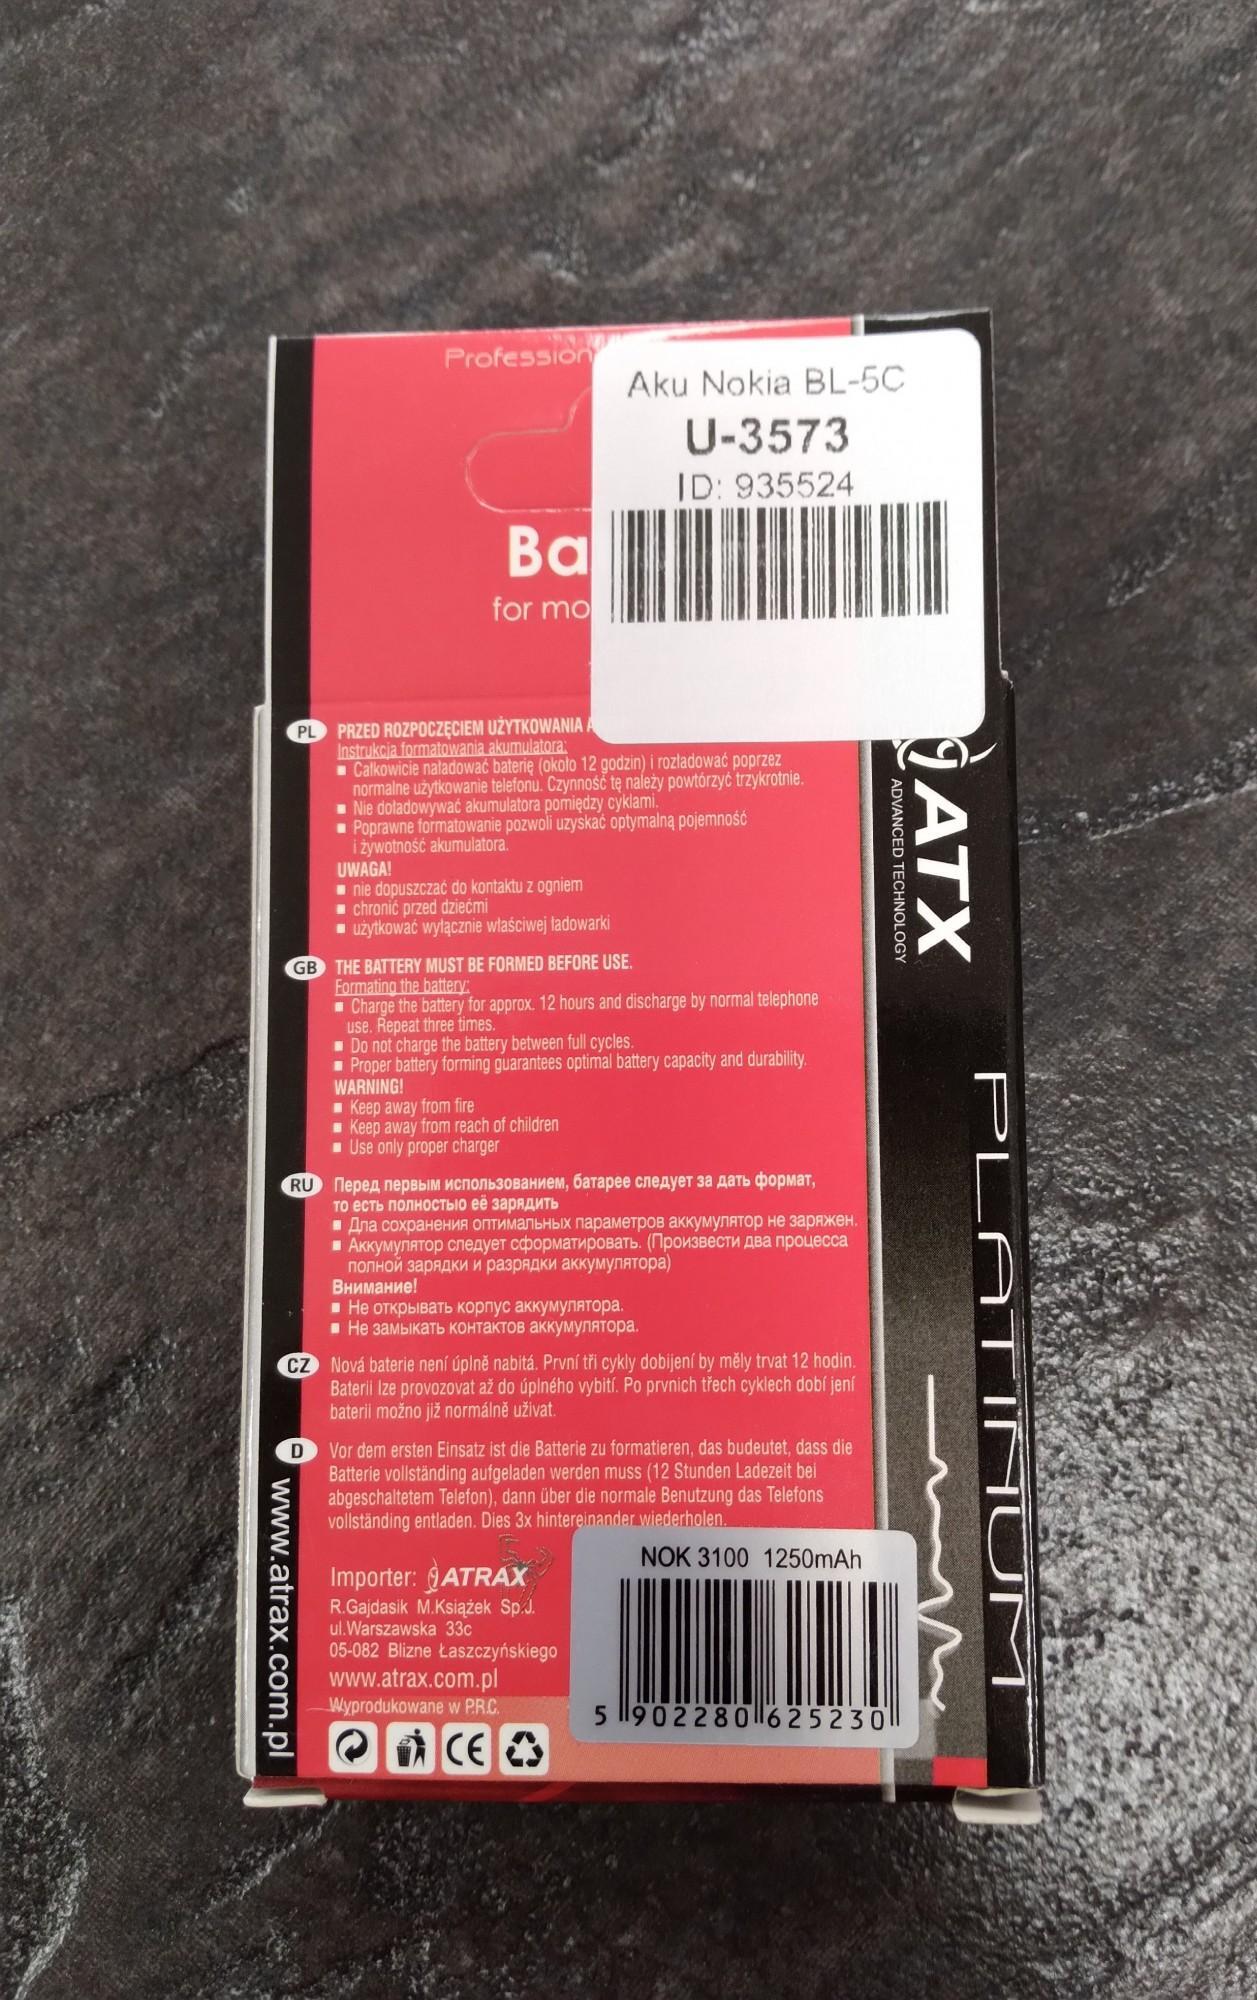 Profession
Aku Nokia BL-5C
U-3573
ID: 935524
Ba
for mo
PL PRZED ROZPOCZĘCIEM UŻYTKOWANIA
Instrukcja formatowania akumulatora:
Całkowicie naładować baterię (około 12 godzin) i rozładować poprzez
normalne użytkowanie telefonu. Czynność tę należy powtórzyć trzykrotnie.
Nie doładowywać akumulatora pomiędzy cyklami.
Poprawne formatowanie pozwoli uzyskać optymalną pojemność
i żywotność akumulatora.
UWAGA!
nie dopuszczać do kontaktu z ogniem
chronić przed dziećmi
użytkować wyłącznie właściwej ładowarki
GB THE BATTERY MUST BE FORMED BEFORE USE.
Formating the battery:
Charge the battery for approx. 12 hours and discharge by normal telephone
use. Repeat three times.
Do not charge the battery between full cycles.
Proper battery forming guarantees optimal battery capacity and durability.
WARNING!
Keep away from fire
Keep away from reach of children
Use only proper charger
RU Перед первым использованием, батарее следует за дать формат,
то есть полностью её зарядить
Для сохранения оптимальных параметров аккумулятор не заряжен.
Аккумулятор следует сформатировать. (Произвести два процесса
полной зарядки и разрядки аккумулятора)
Внимание!
Не открывать корпус аккумулятора.
Не замыкать контактов аккумулятора.
CZ Nová baterie není úplně nabitá. První tři cykly dobijení by měly trvat 12 hodin.
Baterii lze provozovat až do úplného vybití. Po prvnich třech cyklech dobí jení
baterii možno již normálně uživat.
D Vor dem ersten Einsatz ist die Batterie zu formatieren, das budeutet, dass die
Batterie vollständing aufgeladen werden muss (12 Stunden Ladezeit bei
abgeschaltetem Telefon), dann über die normale Benutzung das Telefons
vollständing entladen. Dies 3x hintereinander wiederholen.
Importer: ATRAX
R.Gajdasik M.Książek Sp.J.
ul.Warszawska 33c
05-082 Blizne Łaszczyńskiego
www.atrax.com.pl
Wyprodukowane w P.R.C.
CE
NOK 3100 1250mAh
5 902280 625230
www.atrax.com.pl
ATX
ADVANCED TECHNOLOGY
PLATINUM